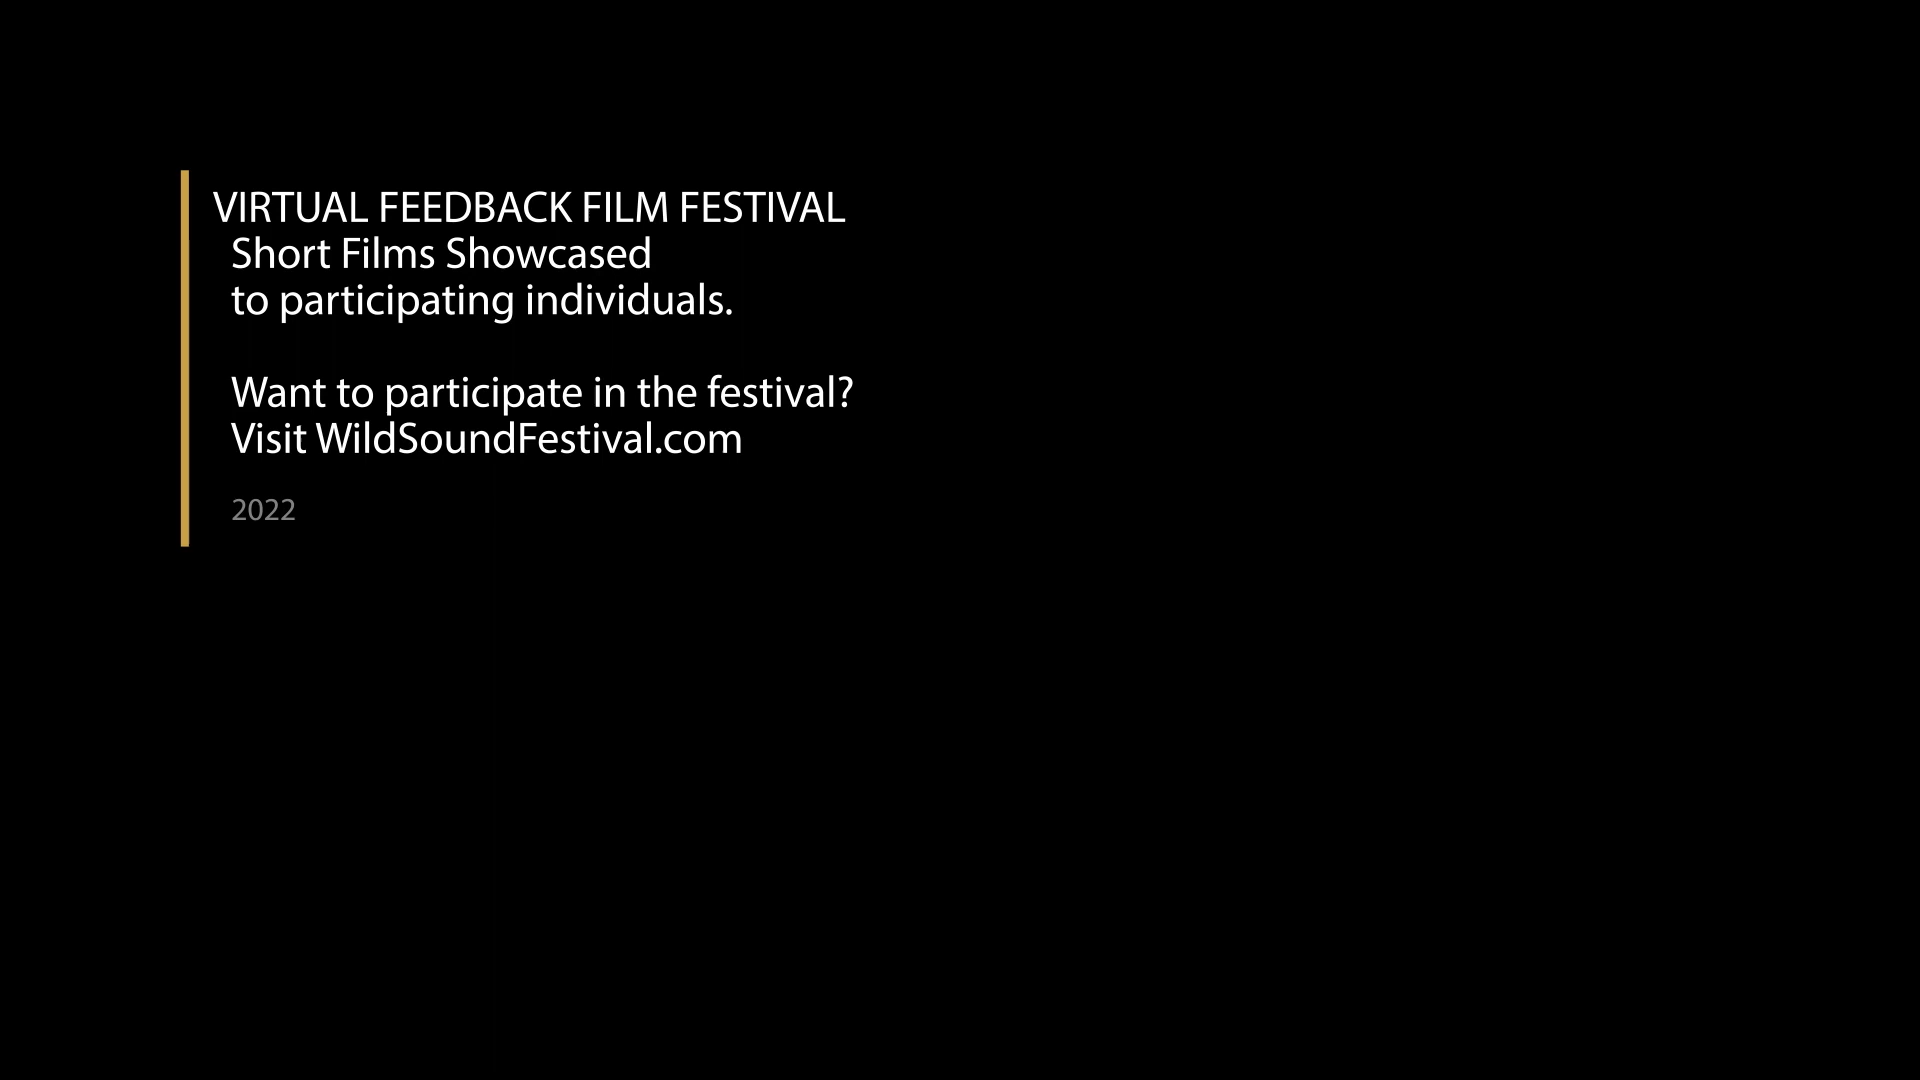 VIRTUAL FEEDBACK FILM FESTIVAL
Short Films Showcased
to participating individuals.
Want to participate in the festival?
Visit WildSoundFestival.com
2022